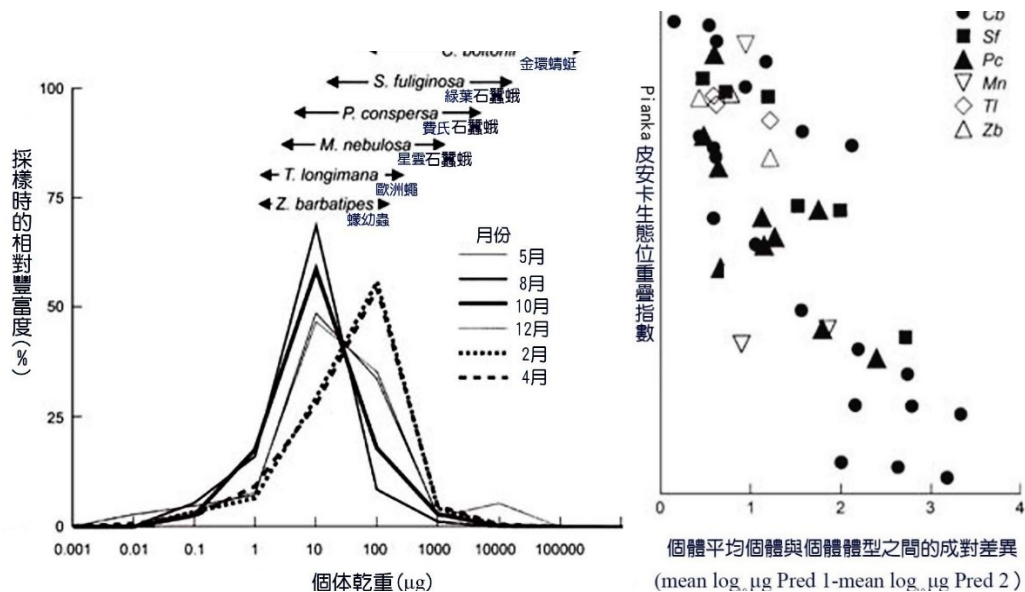 C. boltonii
金環蜻蜓
S. fuliginosa
綠葉石蠶蛾
P. conspersa
費氏石蠶蛾
M. nebulosa
星雲石蠶蛾
T. longimana
歐洲蠅
Z. barbatipes
蠓幼蟲
採樣時的相對豐富度(%)
100
75
50
25
0
月份
5月
8月
10月
12月
2月
4月
0.001 0.01 0.1 1 10 100 1000 10000 100000
個体乾重(μg)
Cb
Sf
Pc
Mn
Tl
Zb
Pianka 皮安卡生態位重疊指數
0 1 2 3 4
個體平均個體與個體體型之間的成對差異
(mean log₁₀μg Pred 1-mean log₁₀μg Pred 2)